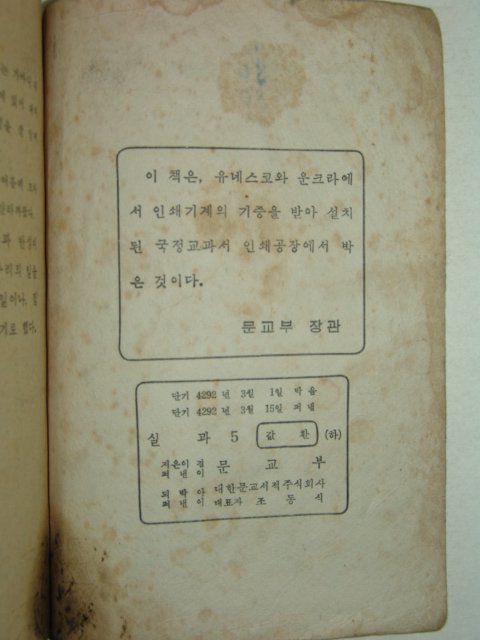 이 책은, 유네스코와 운크라에
서 인쇄기계의 기증을 받아 설치
된 국정교과서 인쇄공장에서 박
은 것이다.
문교부 장관
단기 4292 년 3월 1일 박음
단기 4292 년 3월 15일 펴냄
실 과 5 값 환 (하)
지은이 겸 문 교 부
펴낸이
되박아 대한문교서적주식회사
펴낸이 대표자 조 동 식